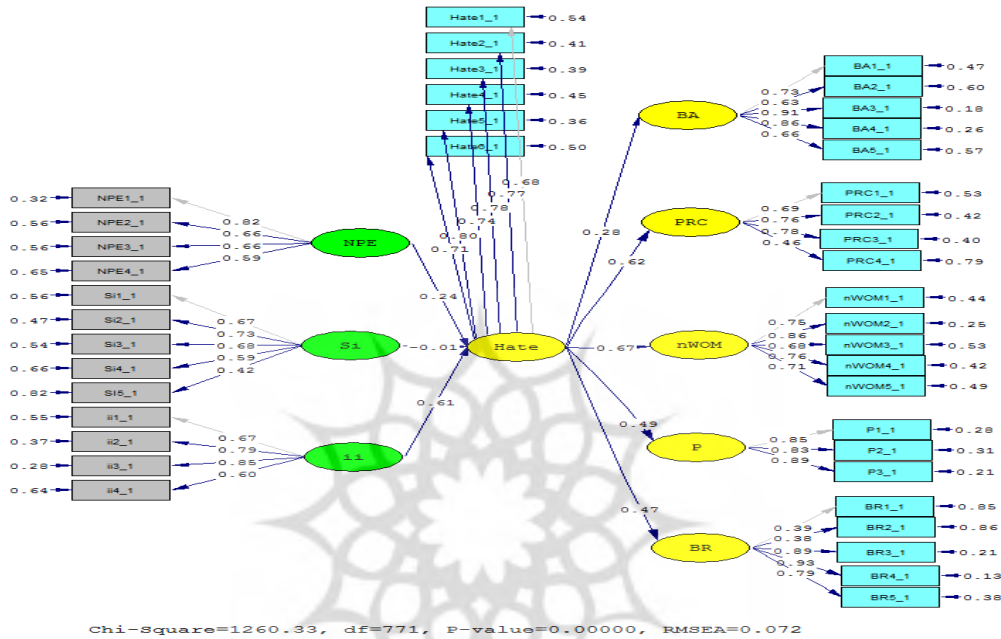 Hate1_1 0.54
Hate2_1 0.41
Hate3_1 0.39
Hate4_1 0.45
Hate5_1 0.36
Hate6_1 0.50
0.68
0.77
0.78
0.74
0.80
0.71
0.32 NPE1_1
0.56 NPE2_1
0.56 NPE3_1
0.65 NPE4_1
0.56 Si1_1
0.47 Si2_1
0.54 Si3_1
0.66 Si4_1
0.82 SI5_1
0.55 ii1_1
0.37 ii2_1
0.28 ii3_1
0.64 ii4_1
0.82
0.66
0.66
0.59
NPE
0.67
0.73
0.68
0.59
0.42
Si
0.67
0.79
0.85
0.60
ii
0.24
-0.01
0.61
Hate
0.28
0.62
0.67
0.49
0.47
BA
0.73
0.63
0.91
0.86
0.66
BA1_1 0.47
BA2_1 0.60
BA3_1 0.18
BA4_1 0.26
BA5_1 0.57
PRC
0.69
0.76
0.78
0.46
PRC1_1 0.53
PRC2_1 0.42
PRC3_1 0.40
PRC4_1 0.79
nWOM
0.75
0.86
0.68
0.76
0.71
nWOM1_1 0.44
nWOM2_1 0.25
nWOM3_1 0.53
nWOM4_1 0.42
nWOM5_1 0.49
P
0.85
0.83
0.89
P1_1 0.28
P2_1 0.31
P3_1 0.21
BR
0.39
0.38
0.89
0.93
0.79
BR1_1 0.85
BR2_1 0.86
BR3_1 0.21
BR4_1 0.13
BR5_1 0.38
Chi-Square=1260.33, df=771, P-value=0.00000, RMSEA=0.072